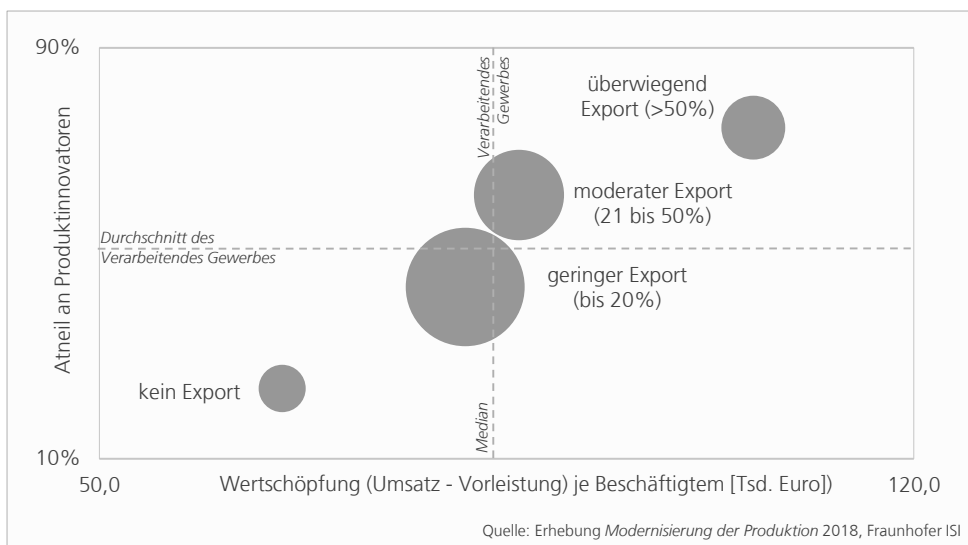 90%
überwiegend
Export (>50%)
Verarbeitendes
Gewerbes
moderater Export
(21 bis 50%)
Durchschnitt des
Verarbeitendes Gewerbes
geringer Export
(bis 20%)
Atneil an Produktinnovatoren
kein Export
Median
10%
50,0
Wertschöpfung (Umsatz - Vorleistung) je Beschäftigtem [Tsd. Euro])
120,0
Quelle: Erhebung Modernisierung der Produktion 2018, Fraunhofer ISI